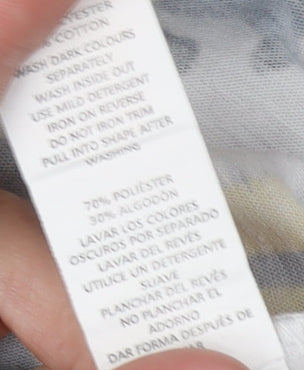 POLYESTER
% COTTON
WASH DARK COLOURS
SEPARATELY
WASH INSIDE OUT
USE MILD DETERGENT
IRON ON REVERSE
DO NOT IRON TRIM
PULL INTO SHAPE AFTER
WASHING
70% POLIÉSTER
30% ALGODÓN
LAVAR LOS COLORES
OSCUROS POR SEPARADO
LAVAR DEL REVÉS
UTILICE UN DETERGENTE
SUAVE
PLANCHAR DEL REVÉS
NO PLANCHAR EL
ADORNO
DAR FORMA DESPUÉS DE